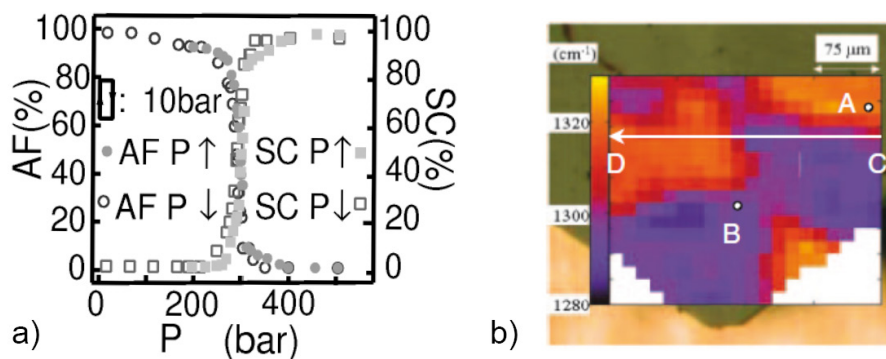 100
80
60
40
20
0
AF(%)
: 10bar
AF P ↑
AF P ↓
SC P↑
SC P↓
100
80
60
40
20
0
SC(%)
0 200 400
P (bar)
a)
(cm⁻¹)
1320
1300
1280
75 μm
A
D
C
B
b)